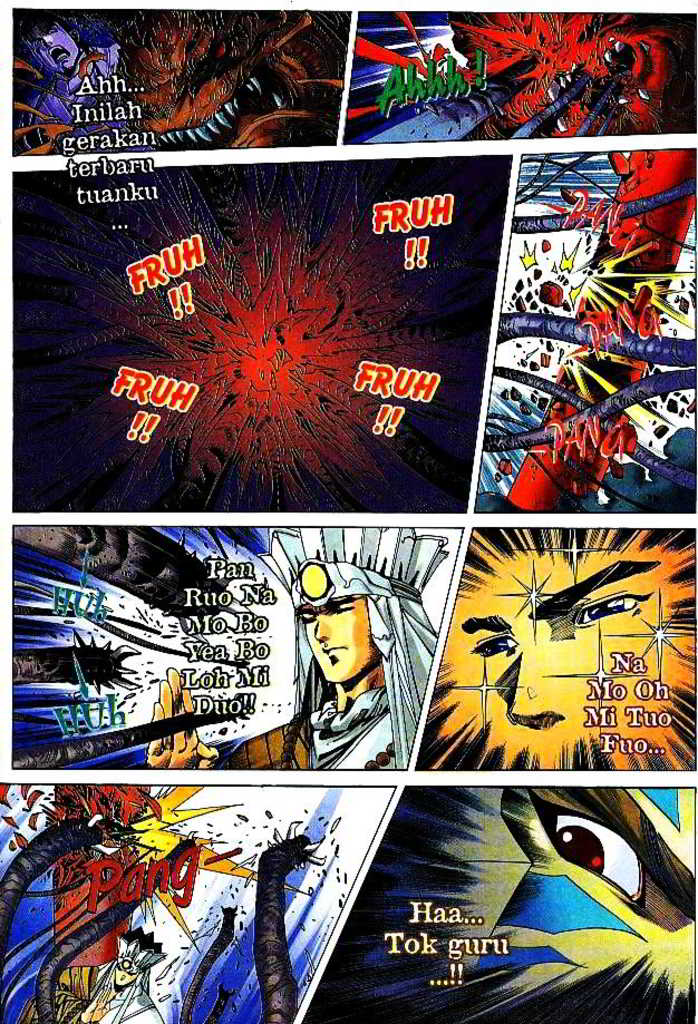 Ahh...
Inilah
gerakan
terbaru
tuanku
...
Ahhh!
FRUH
!!
FRUH
!!
FRUH
!!
FRUH
!!
PANG
PANG
PANG
HUH
HUH
Pan
Ruo Na
Mo Bo
Yea Bo
Loh Mi
Duo!!
Na
Mo Oh
Mi Tuo
Fuo...
Pang
Haa...
Tok guru
...!!